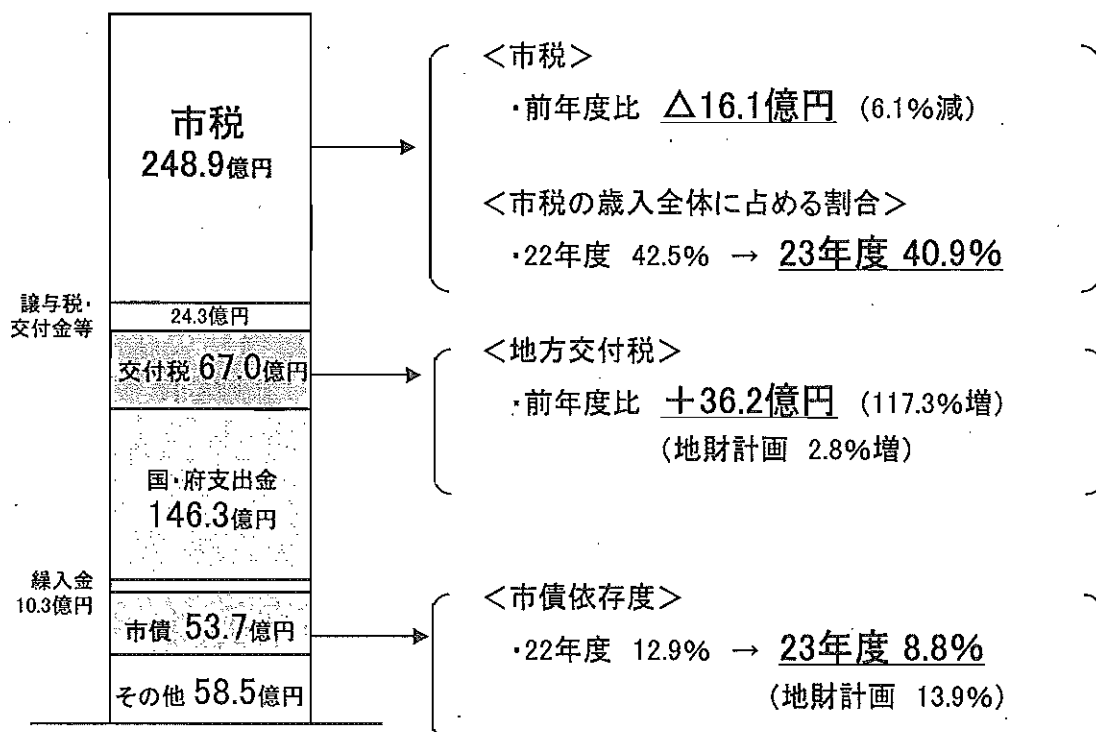 市税
248.9億円
譲与税・
交付金等
24.3億円
交付税 67.0億円
国・府支出金
146.3億円
繰入金
10.3億円
市債 53.7億円
その他 58.5億円
＜市税＞
・前年度比 △16.1億円 (6.1%減)
＜市税の歳入全体に占める割合＞
・22年度 42.5% → 23年度 40.9%
＜地方交付税＞
・前年度比 ＋36.2億円 (117.3%増)
(地財計画 2.8%増)
＜市債依存度＞
・22年度 12.9% → 23年度 8.8%
(地財計画 13.9%)